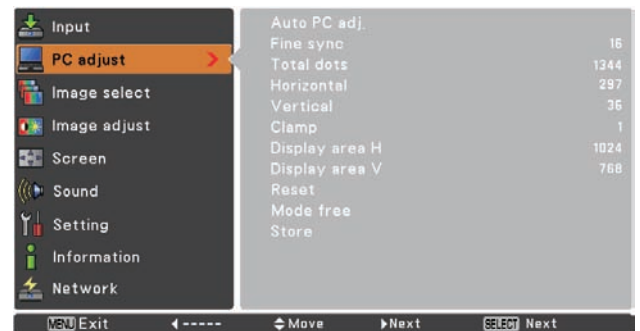 Input
PC adjust
Image select
Image adjust
Screen
Sound
Setting
Information
Network
Auto PC adj.
Fine sync 16
Total dots 1344
Horizontal 297
Vertical 36
Clamp 1
Display area H 1024
Display area V 768
Reset
Mode free
Store
MENU Exit ◄----- Move Next SELECT Next